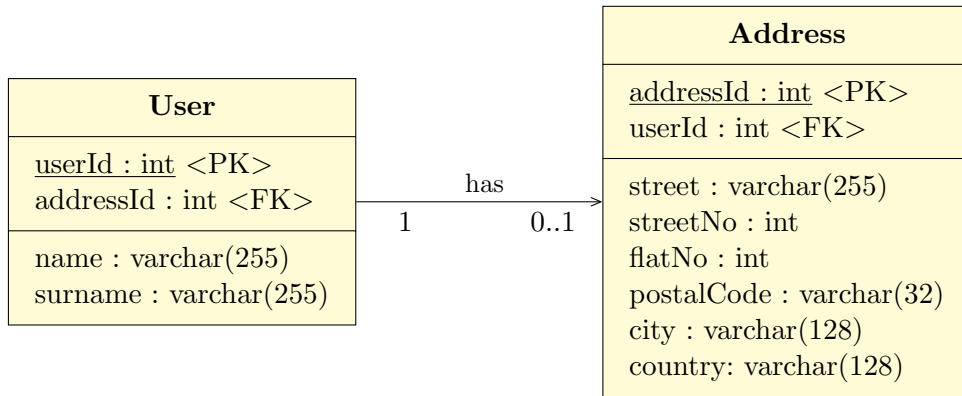 User
userId : int <PK>
addressId : int <FK>
name : varchar(255)
surname : varchar(255)
has
1
0..1
Address
addressId : int <PK>
userId : int <FK>
street : varchar(255)
streetNo : int
flatNo : int
postalCode : varchar(32)
city : varchar(128)
country: varchar(128)